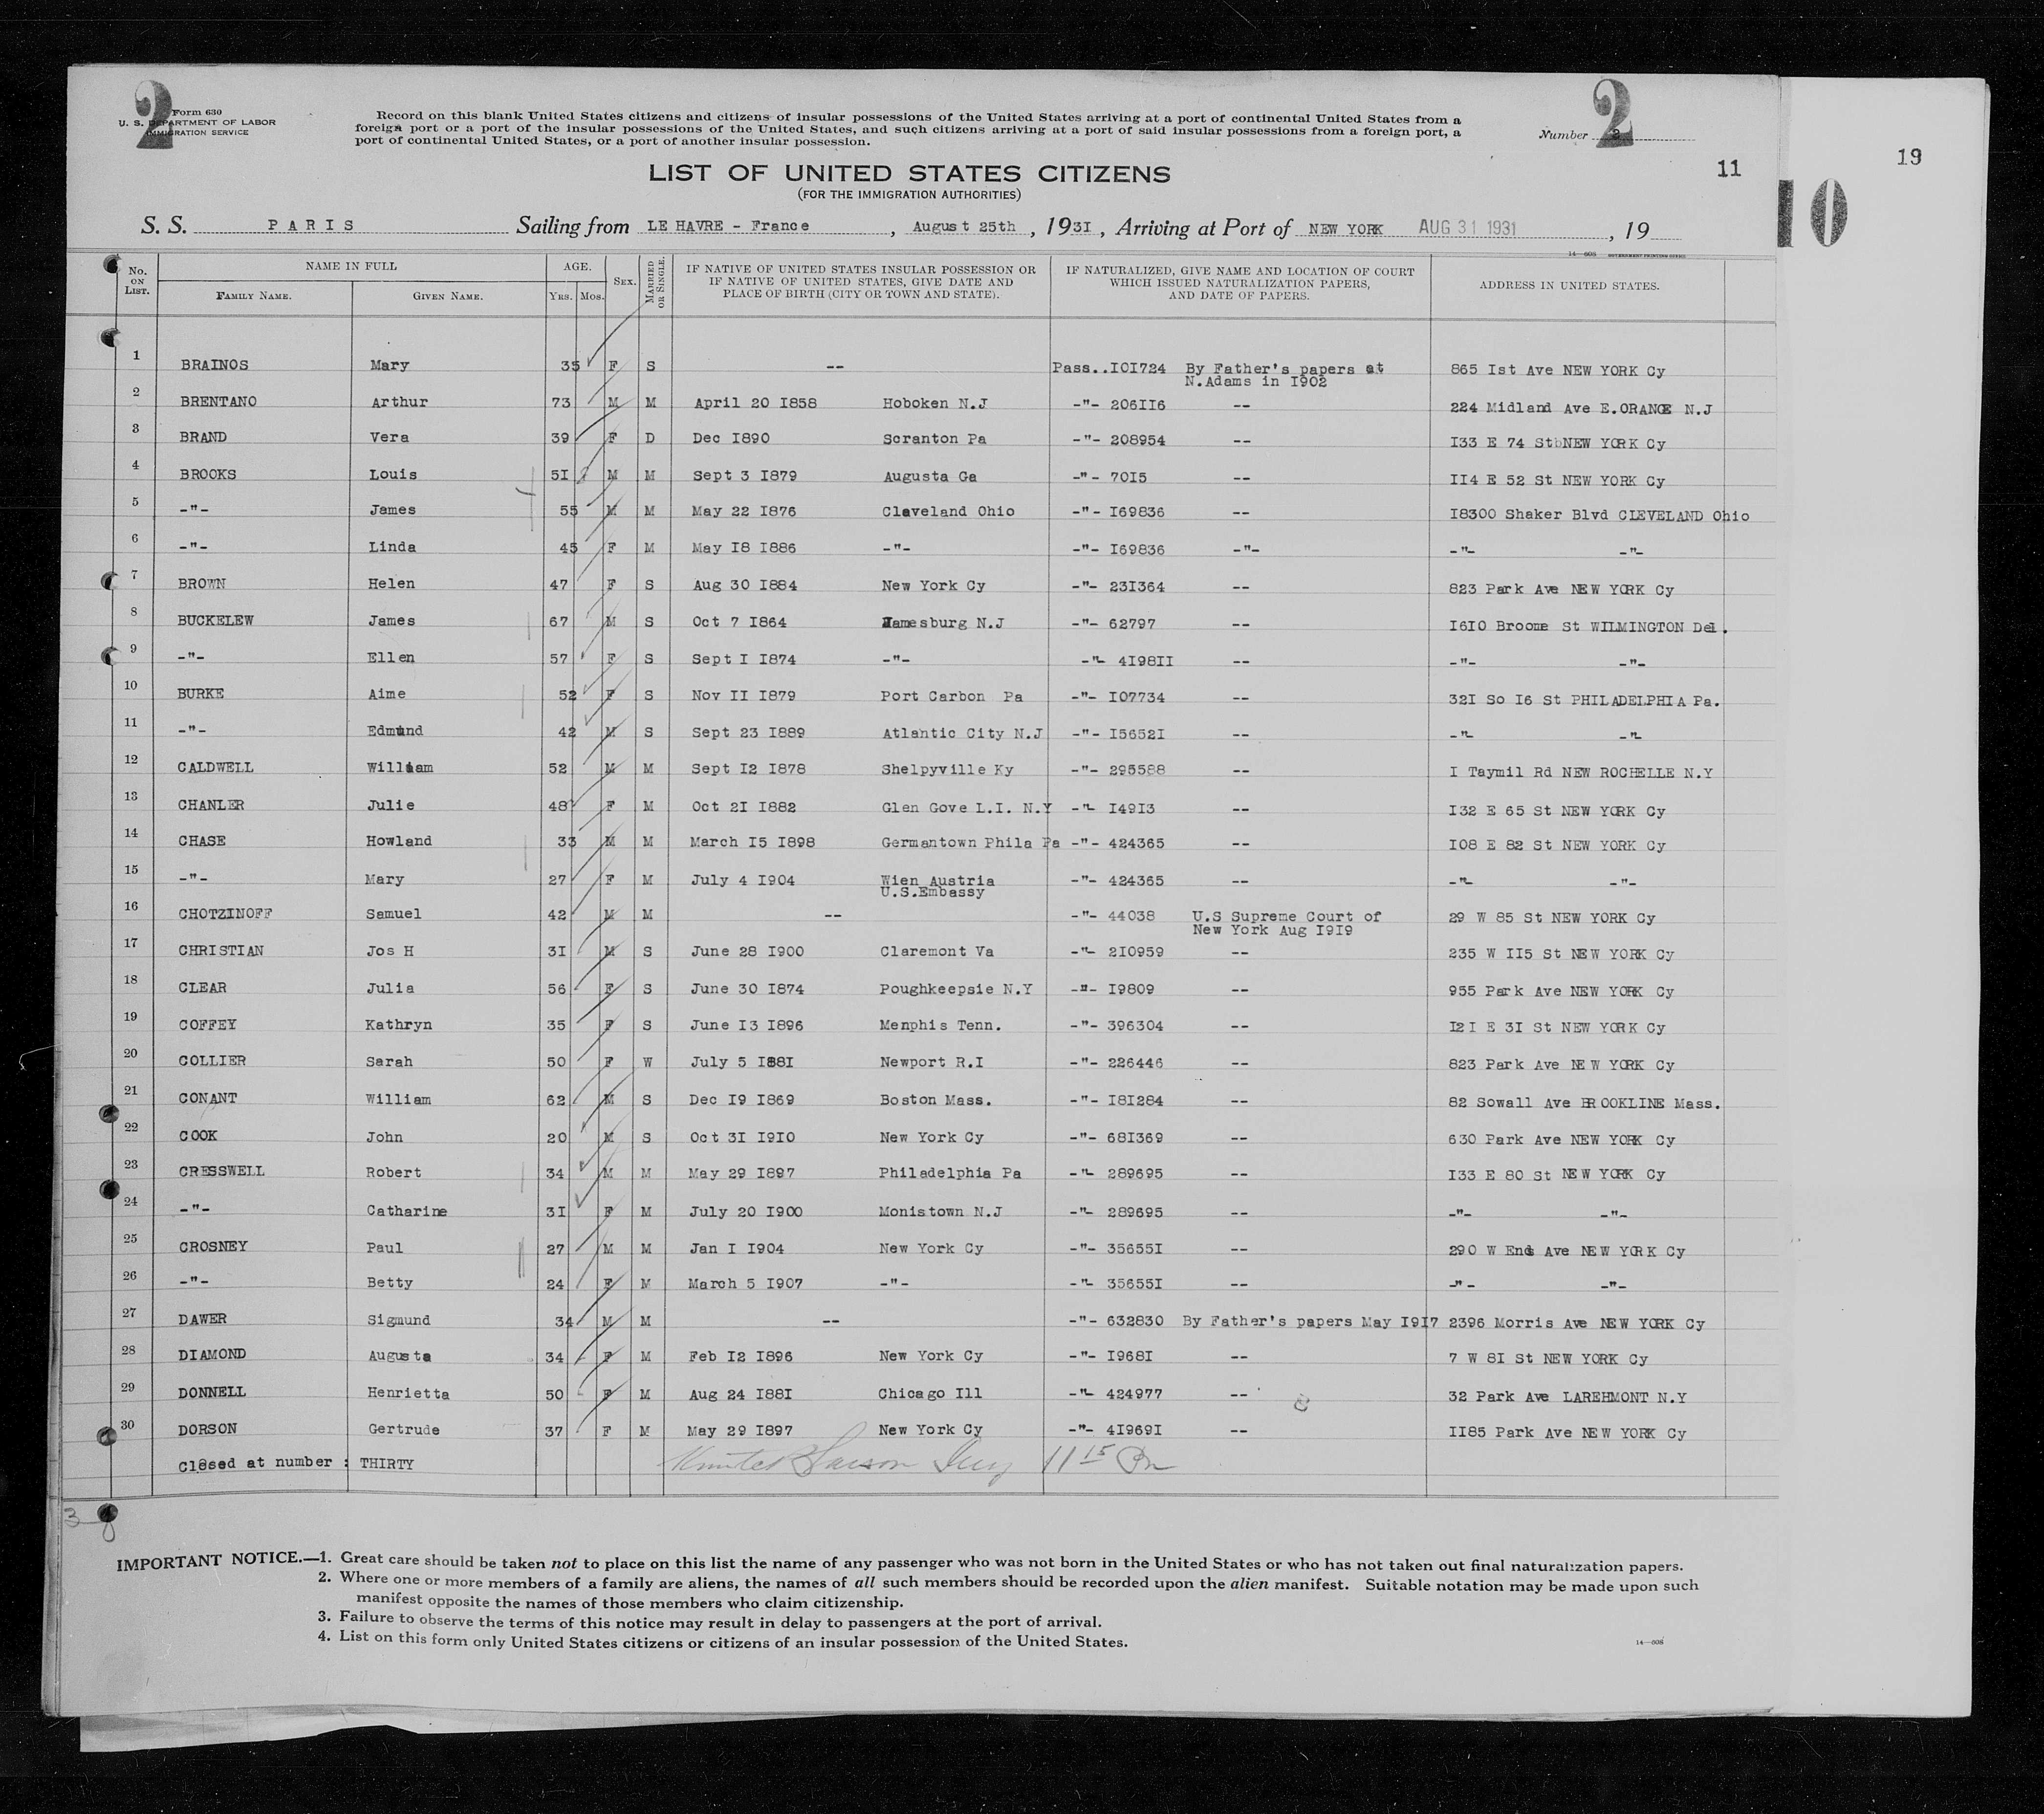 2
Form 630
U. S. DEPARTMENT OF LABOR
IMMIGRATION SERVICE
Record on this blank United States citizens and citizens of insular possessions of the United States arriving at a port of continental United States from a
foreign port or a port of the insular possessions of the United States, and such citizens arriving at a port of said insular possessions from a foreign port, a
port of continental United States, or a port of another insular possession.
Number 2
2
11
19
10
LIST OF UNITED STATES CITIZENS
(FOR THE IMMIGRATION AUTHORITIES)
S. S. PARIS Sailing from LE HAVRE - France, August 25th, 1931, Arriving at Port of NEW YORK AUG 31 1931, 19
14—608 GOVERNMENT PRINTING OFFICE
No. ON LIST. NAME IN FULL AGE. SEX. MARRIED OR SINGLE. IF NATIVE OF UNITED STATES INSULAR POSSESSION OR IF NATIVE OF UNITED STATES, GIVE DATE AND PLACE OF BIRTH (CITY OR TOWN AND STATE). IF NATURALIZED, GIVE NAME AND LOCATION OF COURT WHICH ISSUED NATURALIZATION PAPERS, AND DATE OF PAPERS. ADDRESS IN UNITED STATES.
FAMILY NAME. GIVEN NAME. YRS. MOS.
1 BRAINOS Mary 35 F S -- Pass..IOI724 By Father's papers at 865 Ist Ave NEW YORK Cy
N.Adams in I902
2 BRENTANO Arthur 73 M M April 20 I858 Hoboken N.J -"- 206II6 -- 224 Midland Ave E.ORANGE N.J
3 BRAND Vera 39 F D Dec I890 Scranton Pa -"- 208954 -- I33 E 74 StbNEW YORK Cy
4 BROOKS Louis 5I M M Sept 3 I879 Augusta Ga -"- 70I5 -- II4 E 52 St NEW YORK Cy
5 -"- James 55 M M May 22 I876 Cleveland Ohio -"- I69836 -- I8300 Shaker Blvd CLEVELAND Ohio
6 -"- Linda 45 F M May I8 I886 -"- -"- I69836 -"- -"- -"-
7 BROWN Helen 47 F S Aug 30 I884 New York Cy -"- 23I364 -- 823 Park Ave NEW YORK Cy
8 BUCKELEW James 67 M S Oct 7 I864 Jamesburg N.J -"- 62797 -- I6I0 Broome St WILMINGTON Del.
9 -"- Ellen 57 F S Sept I I874 -"- -"- 4I98II -- -"- -"-
10 BURKE Aime 52 F S Nov II I879 Port Carbon Pa -"- I07734 -- 32I So I6 St PHILADELPHIA Pa.
11 -"- Edmund 42 M S Sept 23 I889 Atlantic City N.J -"- I5652I -- -"- -"-
12 CALDWELL William 52 M M Sept I2 I878 Shelpyville Ky -"- 295588 -- I Taymil Rd NEW ROCHELLE N.Y
13 CHANLER Julie 48 F M Oct 2I I882 Glen Gove L.I. N.Y -"- I49I3 -- I32 E 65 St NEW YORK Cy
14 CHASE Howland 33 M M March I5 I898 Germantown Phila Pa -"- 424365 -- I08 E 82 St NEW YORK Cy
15 -"- Mary 27 F M July 4 I904 Wien Austria -"- 424365 -- -"- -"-
U.S.Embassy
16 CHOTZINOFF Samuel 42 M M -- -"- 44038 U.S Supreme Court of 29 W 85 St NEW YORK Cy
New York Aug I9I9
17 CHRISTIAN Jos H 3I M S June 28 I900 Claremont Va -"- 2I0959 -- 235 W II5 St NEW YORK Cy
18 CLEAR Julia 56 F S June 30 I874 Poughkeepsie N.Y -"- I9809 -- 955 Park Ave NEW YORK Cy
19 COFFEY Kathryn 35 F S June I3 I896 Menphis Tenn. -"- 396304 -- I2I E 3I St NEW YORK Cy
20 COLLIER Sarah 50 F W July 5 I88I Newport R.I -"- 226446 -- 823 Park Ave NEW YORK Cy
21 CONANT William 62 M S Dec I9 I869 Boston Mass. -"- I8I284 -- 82 Sowall Ave BROOKLINE Mass.
22 COOK John 20 M S Oct 3I I9I0 New York Cy -"- 68I369 -- 630 Park Ave NEW YORK Cy
23 CRESSWELL Robert 34 M M May 29 I897 Philadelphia Pa -"- 289695 -- I33 E 80 St NEW YORK Cy
24 -"- Catharine 3I F M July 20 I900 Monistown N.J -"- 289695 -- -"- -"-
25 CROSNEY Paul 27 M M Jan I I904 New York Cy -"- 35655I -- 290 W End Ave NEW YORK Cy
26 -"- Betty 24 F M March 5 I907 -"- -"- 35655I -- -"- -"-
27 DAWER Sigmund 34 M M -- -"- 632830 By Father's papers May I9I7 2396 Morris Ave NEW YORK Cy
28 DIAMOND Augusta 34 F M Feb I2 I896 New York Cy -"- I968I -- 7 W 8I St NEW YORK Cy
29 DONNELL Henrietta 50 F M Aug 24 I88I Chicago Ill -"- 424977 -- 32 Park Ave LAREHMONT N.Y
30 DORSON Gertrude 37 F M May 29 I897 New York Cy -"- 4I969I -- II85 Park Ave NEW YORK Cy
Closed at number : THIRTY 11 15
3
IMPORTANT NOTICE.—1. Great care should be taken not to place on this list the name of any passenger who was not born in the United States or who has not taken out final naturalization papers.
2. Where one or more members of a family are aliens, the names of all such members should be recorded upon the alien manifest. Suitable notation may be made upon such
manifest opposite the names of those members who claim citizenship.
3. Failure to observe the terms of this notice may result in delay to passengers at the port of arrival.
4. List on this form only United States citizens or citizens of an insular possession of the United States.
14—608